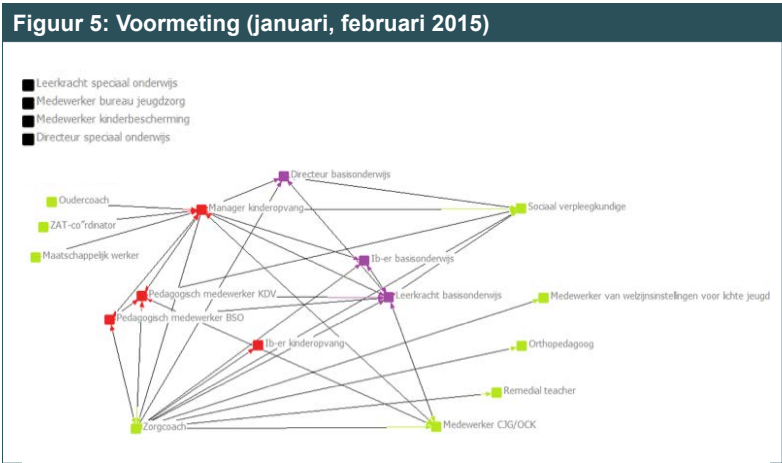 Figuur 5: Voormeting (januari, februari 2015)
Leerkracht speciaal onderwijs
Medewerker bureau jeugdzorg
Medewerker kinderbescherming
Directeur speciaal onderwijs
Directeur basisonderwijs
Oudercoach
Manager kinderopvang
Sociaal verpleegkundige
ZAT-co"rdinator
Maatschappelijk werker
Ib-er basisonderwijs
Pedagogisch medewerker KDV
Leerkracht basisonderwijs
Medewerker van welzijnsinstellingen voor lichte jeugd
Pedagogisch medewerker BSO
Ib-er kinderopvang
Orthopedagoog
Remedal teacher
Zorgcoach
Medewerker CJG/OCK